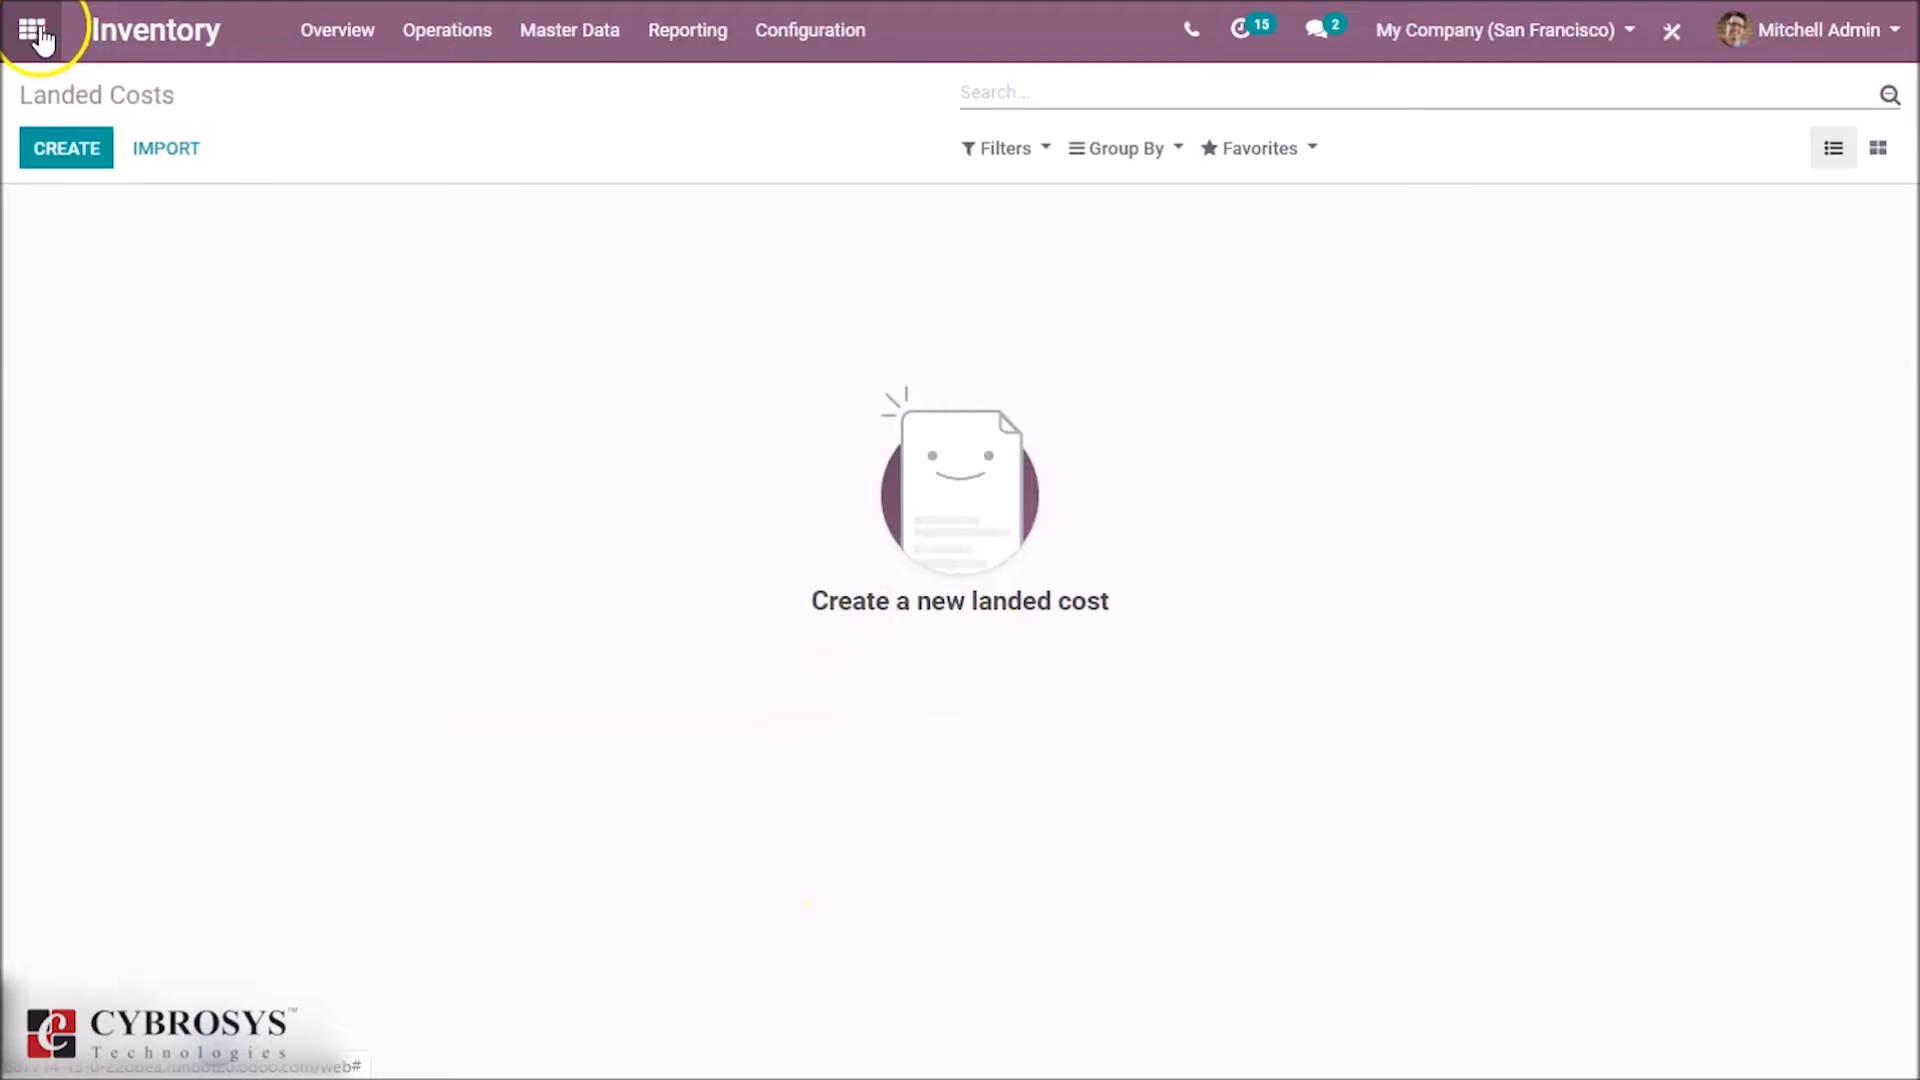 Inventory Overview Operations Master Data Reporting Configuration 15 2 My Company (San Francisco) Mitchell Admin
Landed Costs Search...
CREATE IMPORT Filters Group By Favorites
Create a new landed cost
CYBROSYS™
Technologies